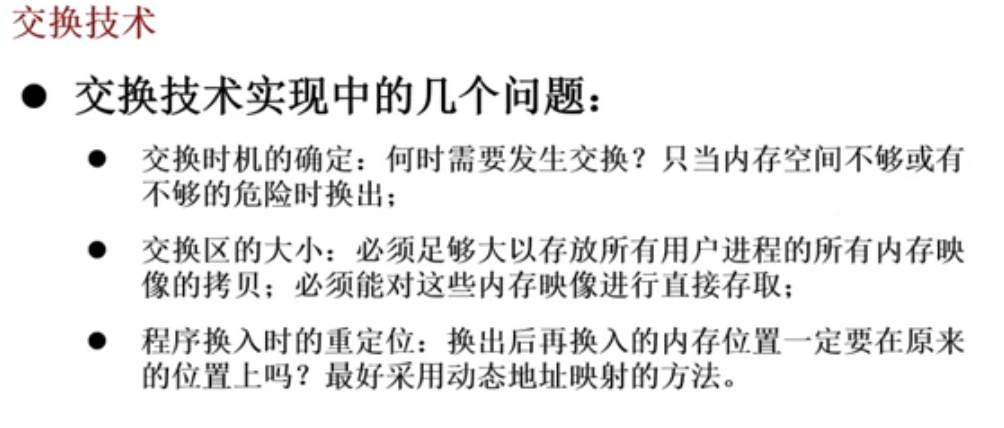 交换技术
● 交换技术实现中的几个问题：
● 交换时机的确定：何时需要发生交换？只当内存空间不够或有
不够的危险时换出；
● 交换区的大小：必须足够大以存放所有用户进程的所有内存映
像的拷贝；必须能对这些内存映像进行直接存取；
● 程序换入时的重定位：换出后再换入的内存位置一定要在原来
的位置上吗？最好采用动态地址映射的方法。